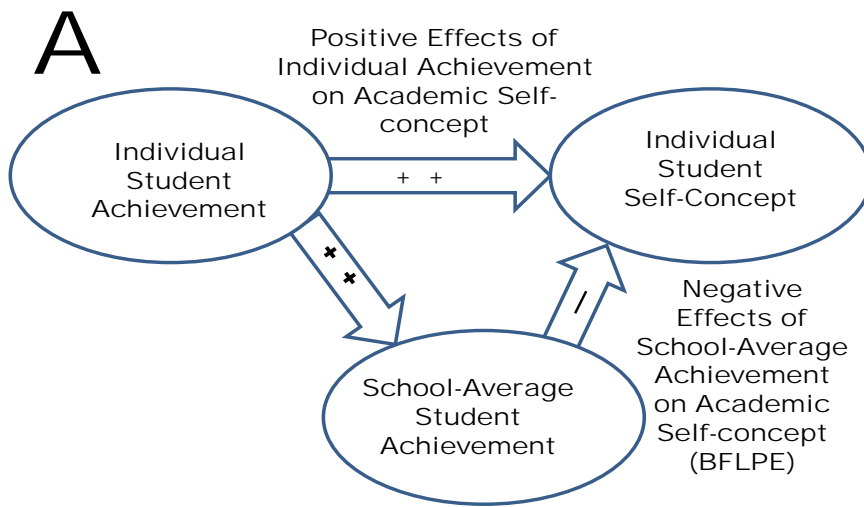 A
Positive Effects of
Individual Achievement
on Academic Self-
concept
Individual
Student
Achievement
+ +
Individual
Student
Self-Concept
+
+
–
School-Average
Student
Achievement
Negative
Effects of
School-Average
Achievement
on Academic
Self-concept
(BFLPE)